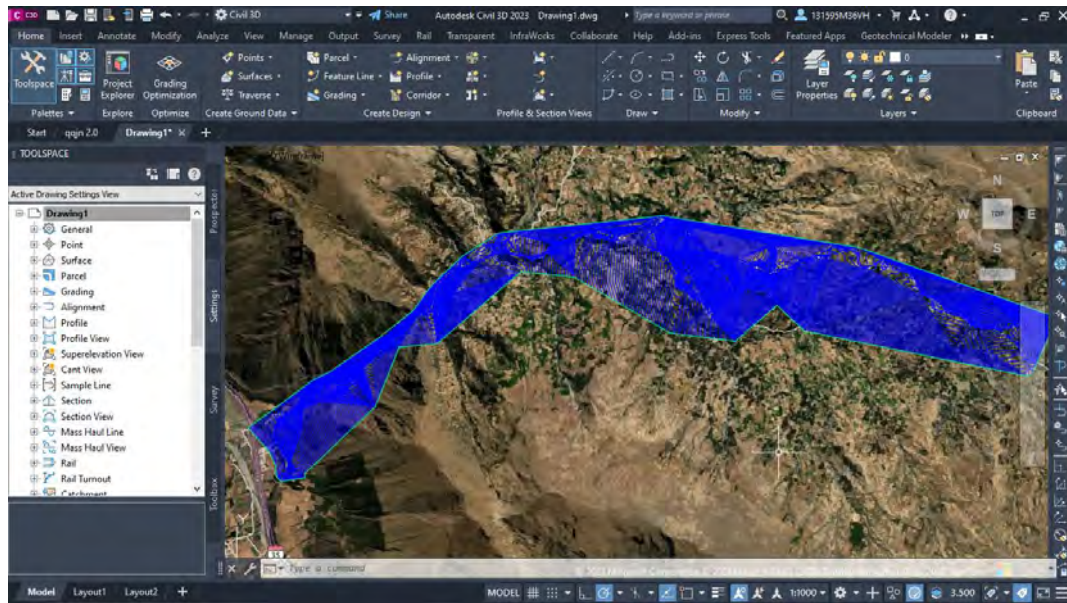 C C3D Civil 3D Share Autodesk Civil 3D 2023 Drawing1.dwg Type a keyword or phrase 131595M36VH
Home Insert Annotate Modify Analyze View Manage Output Survey Rail Transparent InfraWorks Collaborate Help Add-ins Express Tools Featured Apps Geotechnical Modeler
Toolspace
Project Explorer
Grading Optimization
Points
Surfaces
Traverse
Parcel
Feature Line
Grading
Alignment
Profile
Corridor
Layer Properties
0
Paste
Palettes Explore Optimize Create Ground Data Create Design Profile & Section Views Draw Modify Layers Clipboard
Start qqjn 2.0 Drawing1* +
TOOLSPACE
Active Drawing Settings View
Drawing1
General
Point
Surface
Parcel
Grading
Alignment
Profile
Profile View
Superelevation View
Cant View
Sample Line
Section
Section View
Mass Haul Line
Mass Haul View
Rail
Rail Turnout
Catchment
Prospector
Settings
Survey
Toolbox
N
W TOP E
S
35
Type a command
Model Layout1 Layout2 + MODEL 1:1000 3.500